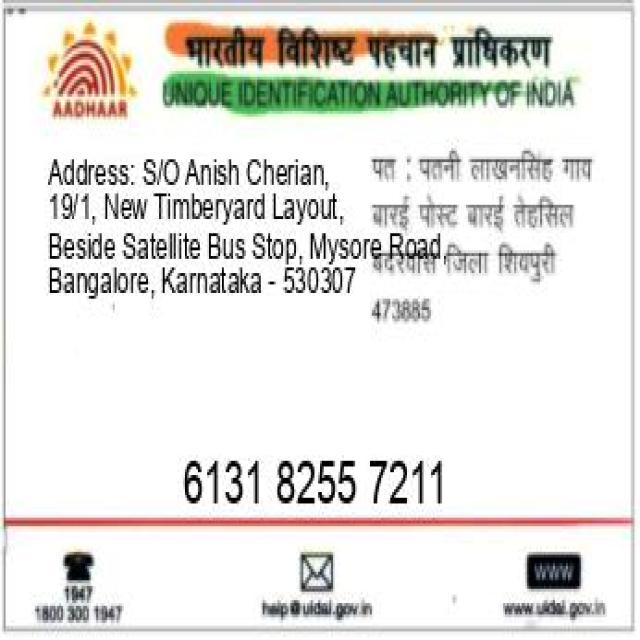 भारतीय विशिष्ट पहचान प्राधिकरण
AADHAAR
UNIQUE IDENTIFICATION AUTHORITY OF INDIA
Address: S/O Anish Cherian,
19/1, New Timberyard Layout,
Beside Satellite Bus Stop, Mysore Road,
Bangalore, Karnataka - 530307
पत : पतनी लाखनसिंह गाय
बारई पोस्ट बारई तेहसिल
बदरवास जिला शिवपुरी
473885
6131 8255 7211
1947
1800 300 1947
help@uidai.gov.in
WWW
www.uidai.gov.in